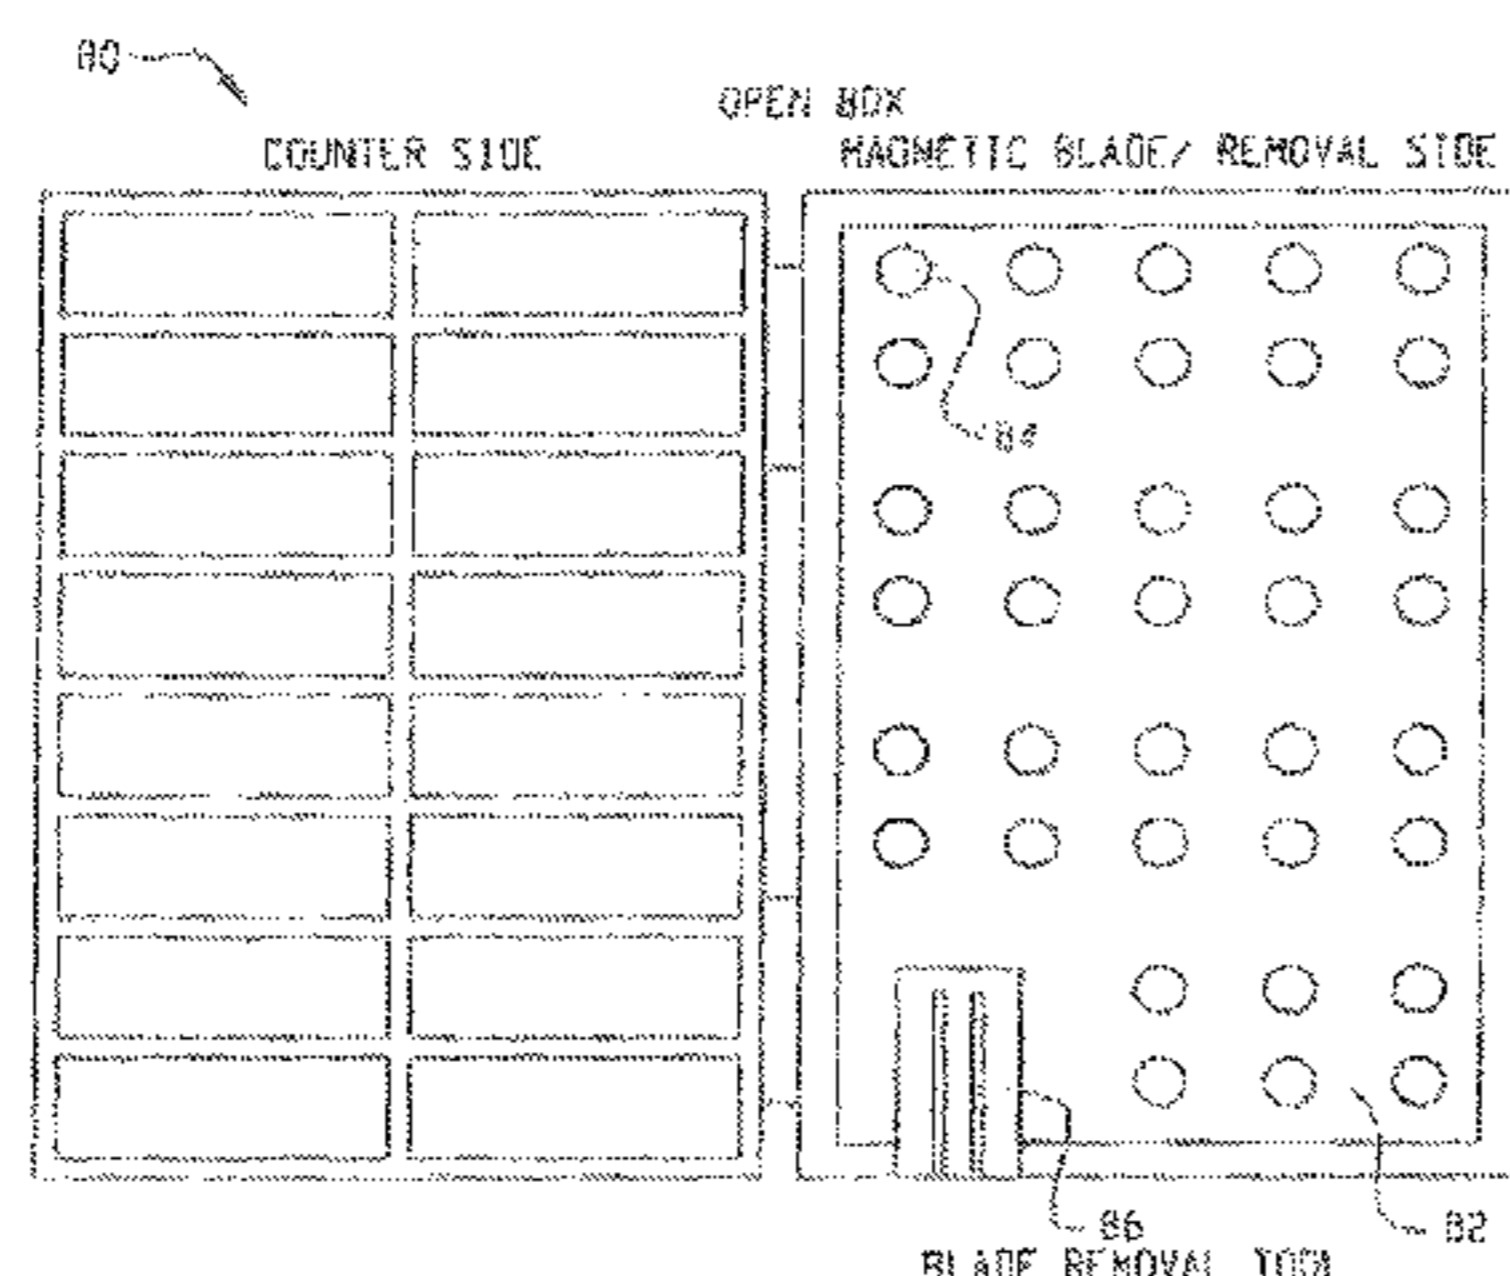 80
OPEN BOX
COUNTER SIDE
MAGNETIC BLADE/ REMOVAL SIDE
84
86
82
BLADE REMOVAL TOOL